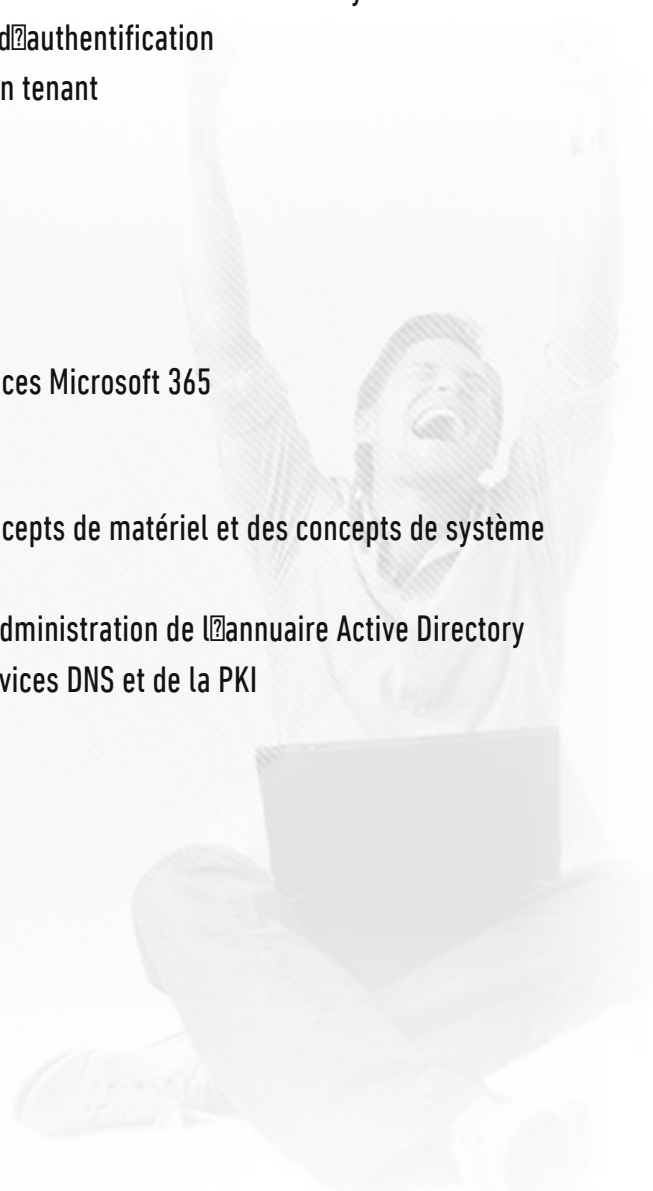 d�authentification
n tenant
ces Microsoft 365
cepts de matériel et des concepts de système
dministration de l�annuaire Active Directory
vices DNS et de la PKI